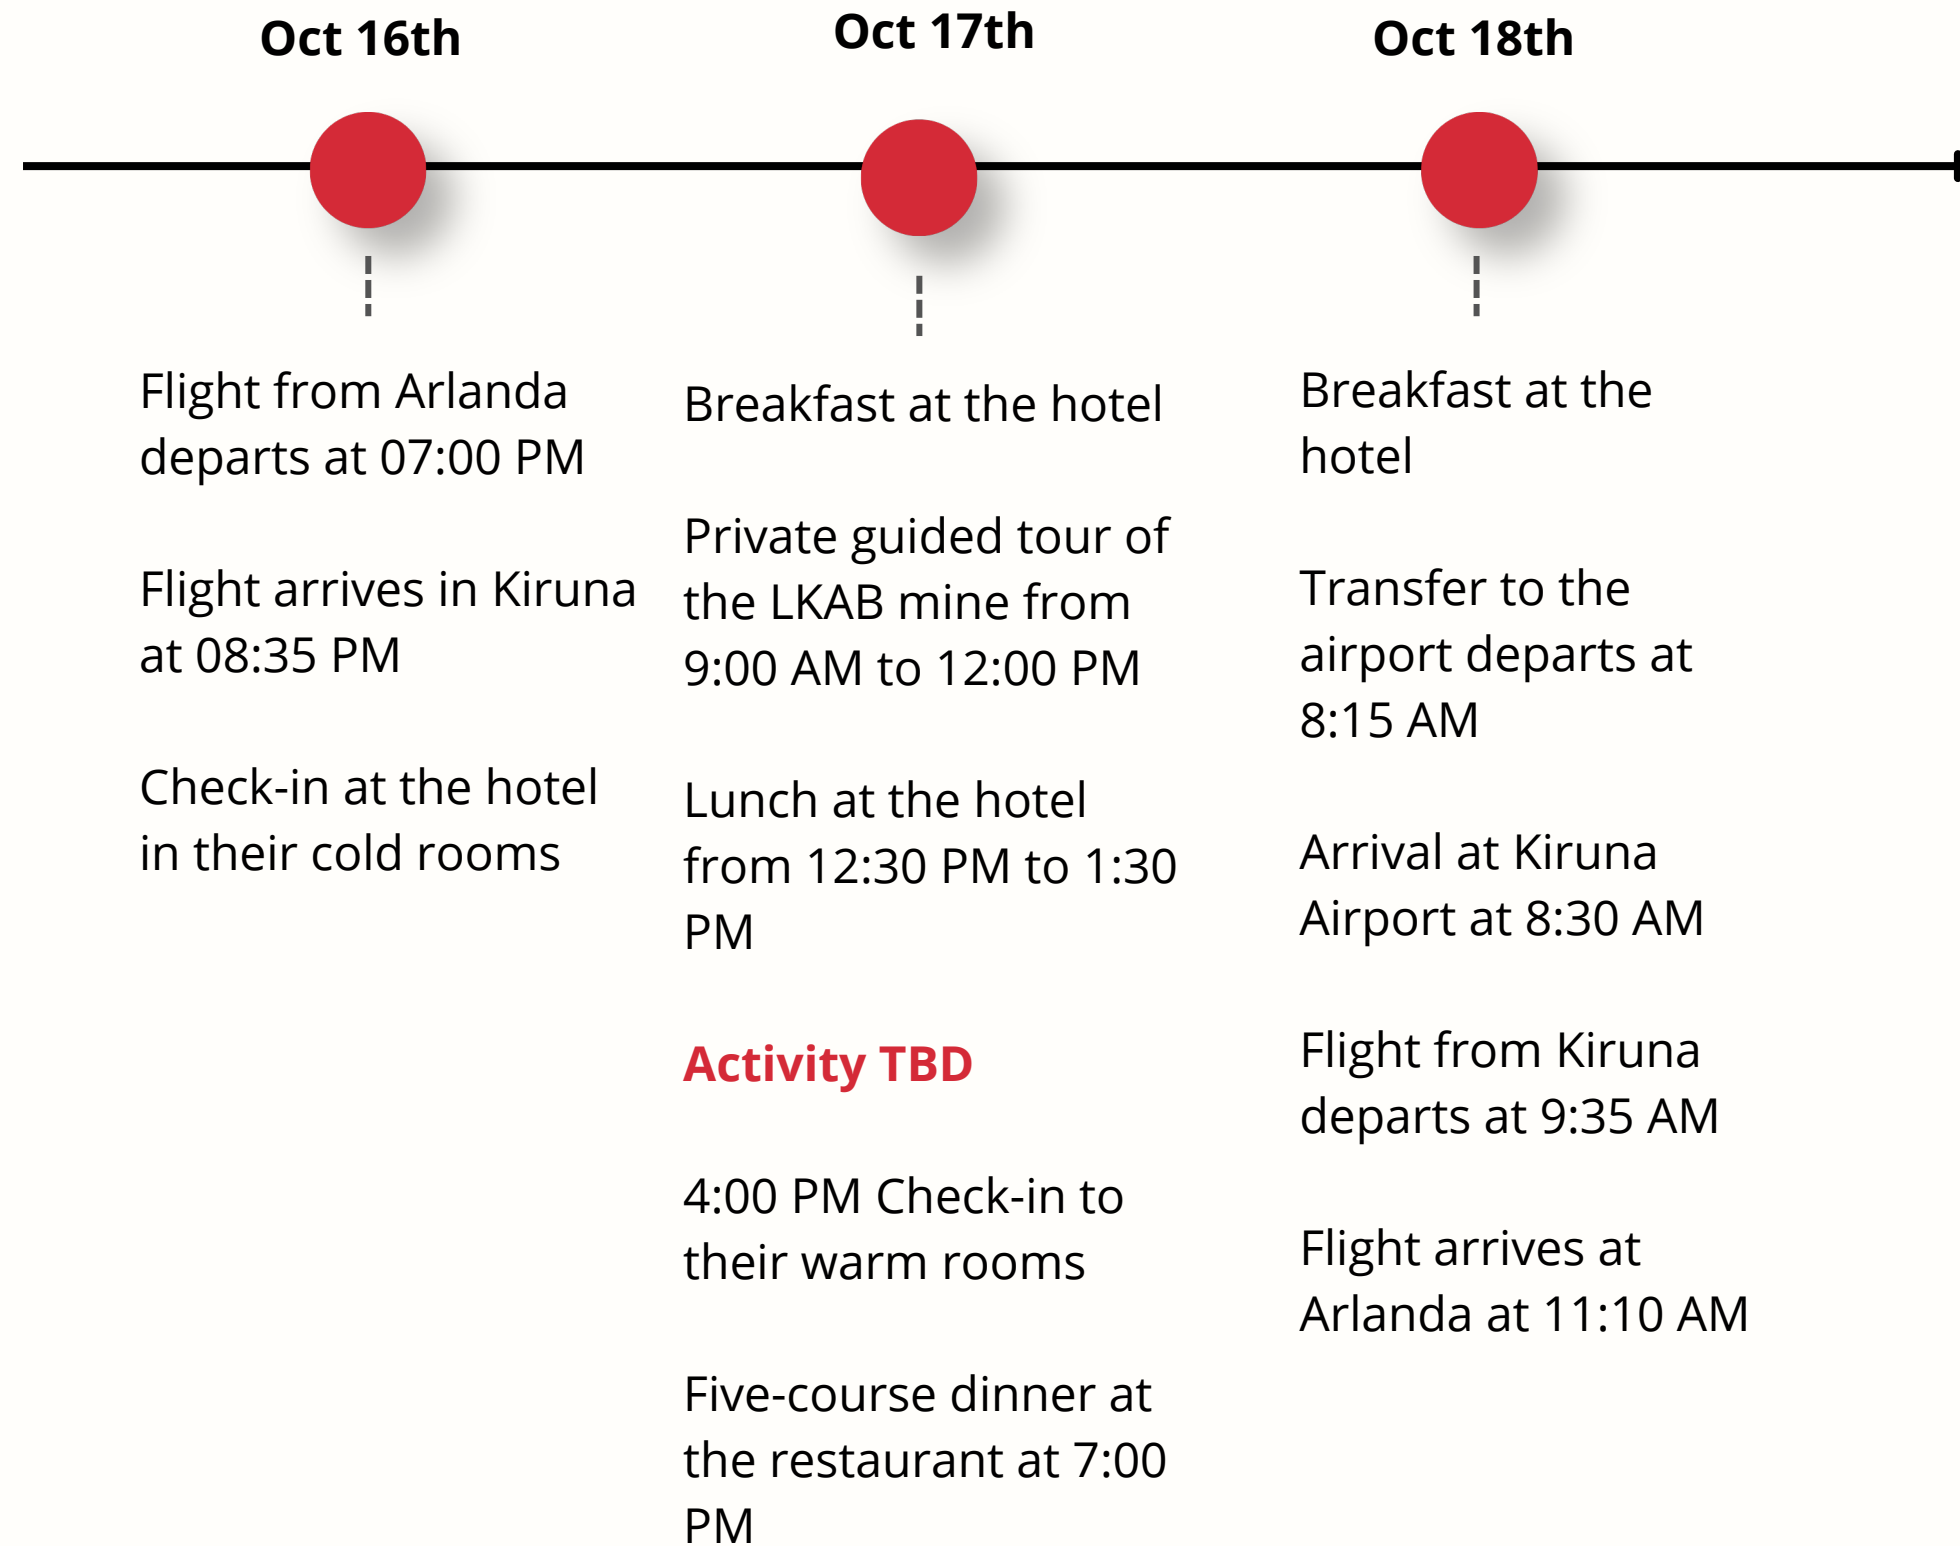 Oct 16th
Flight from Arlanda
departs at 07:00 PM
Flight arrives in Kiruna
at 08:35 PM
Check-in at the hotel
in their cold rooms
Oct 17th
Breakfast at the hotel
Private guided tour of
the LKAB mine from
9:00 AM to 12:00 PM
Lunch at the hotel
from 12:30 PM to 1:30
PM
Activity TBD
4:00 PM Check-in to
their warm rooms
Five-course dinner at
the restaurant at 7:00
PM
Oct 18th
Breakfast at the
hotel
Transfer to the
airport departs at
8:15 AM
Arrival at Kiruna
Airport at 8:30 AM
Flight from Kiruna
departs at 9:35 AM
Flight arrives at
Arlanda at 11:10 AM